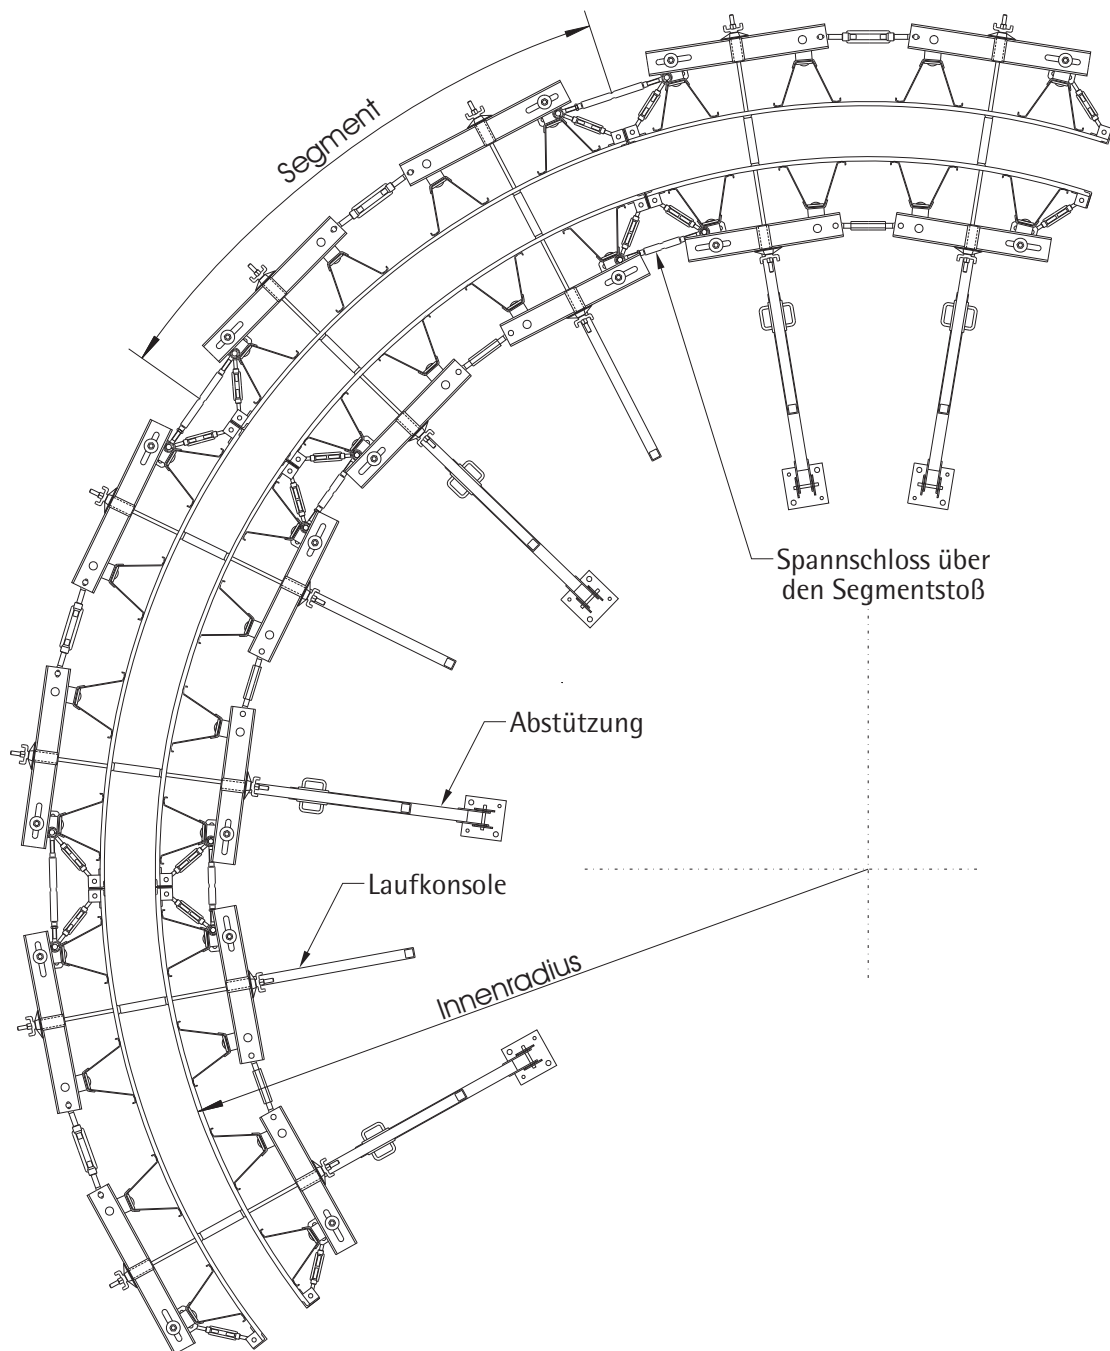 Segment
Spannschloss über
den Segmentstoß
Abstützung
Laufkonsole
Innenradius